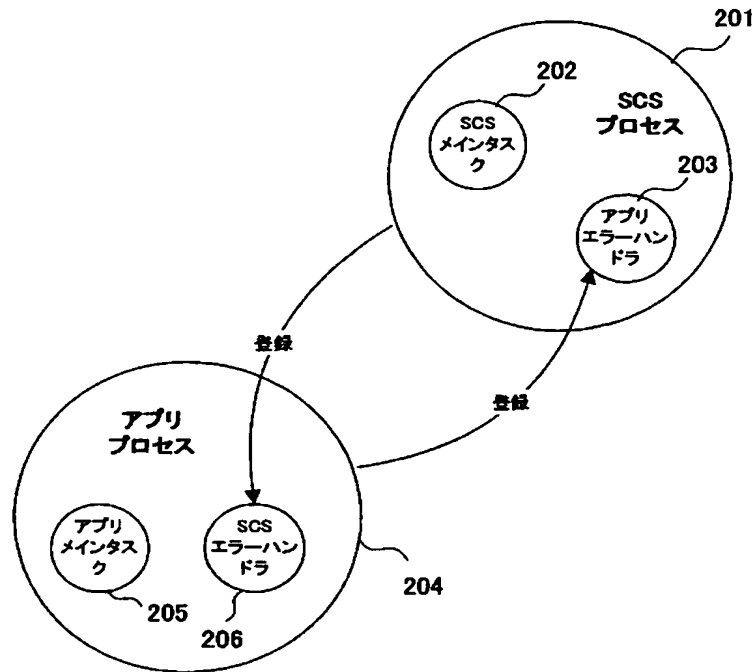 201
202
SCS
メインタス
ク
SCS
プロセス
203
アプリ
エラーハン
ドラ
登録
登録
アプリ
プロセス
アプリ
メインタス
ク
SCS
エラーハン
ドラ
204
205
206